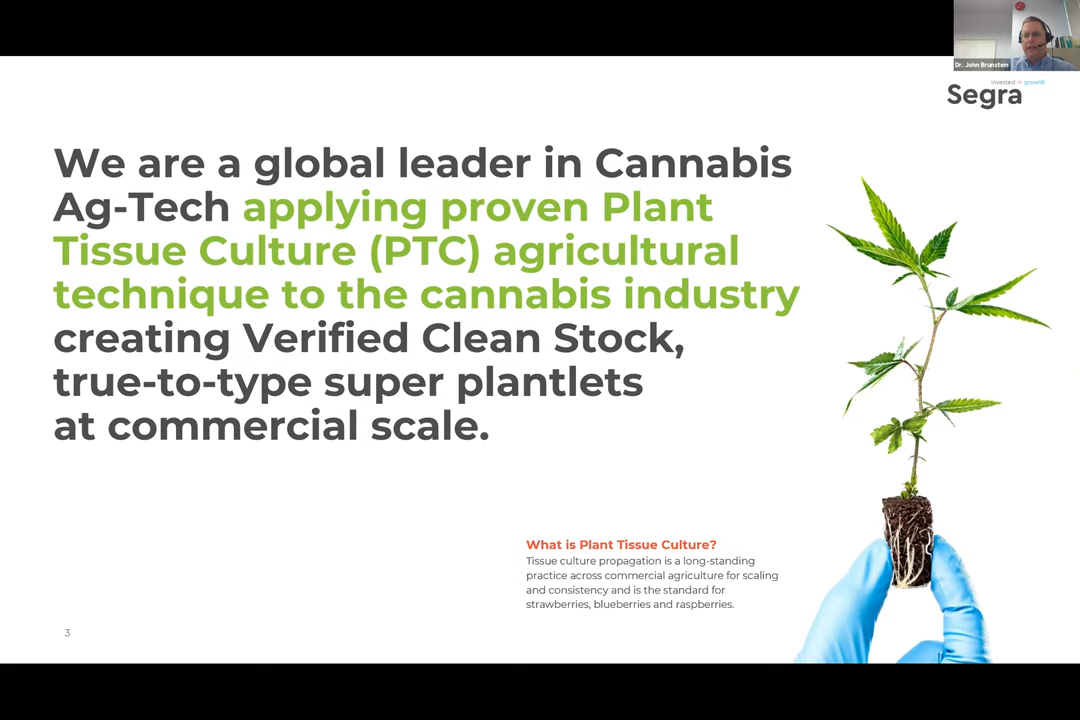 Dr. John Brunstein
Invested in growth
Segra
We are a global leader in Cannabis
Ag-Tech applying proven Plant
Tissue Culture (PTC) agricultural
technique to the cannabis industry
creating Verified Clean Stock,
true-to-type super plantlets
at commercial scale.
What is Plant Tissue Culture?
Tissue culture propagation is a long-standing
practice across commercial agriculture for scaling
and consistency and is the standard for
strawberries, blueberries and raspberries.
3